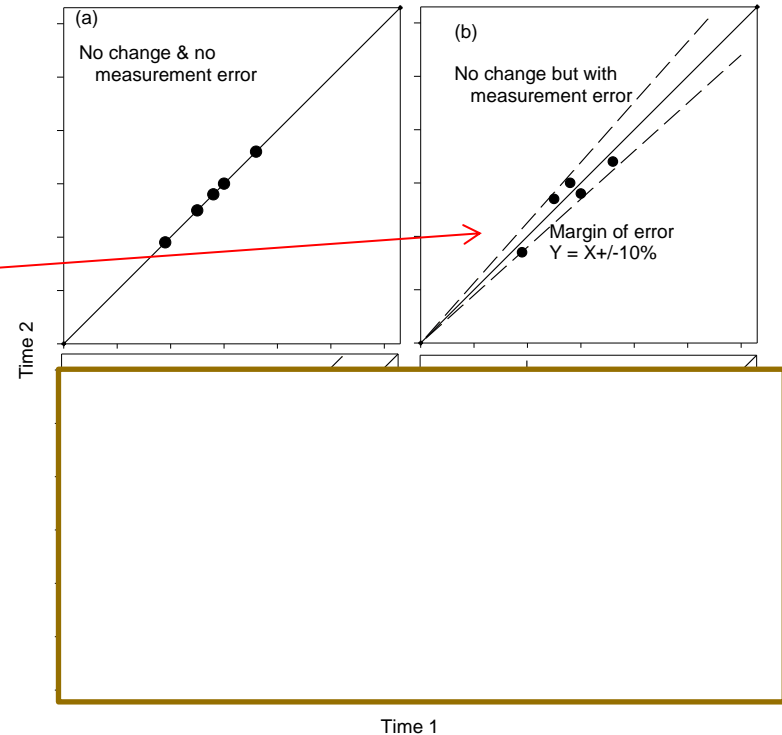 (a)
No change & no
measurement error
(b)
No change but with
measurement error
Margin of error
Y = X+/-10%
Time 2
Time 1